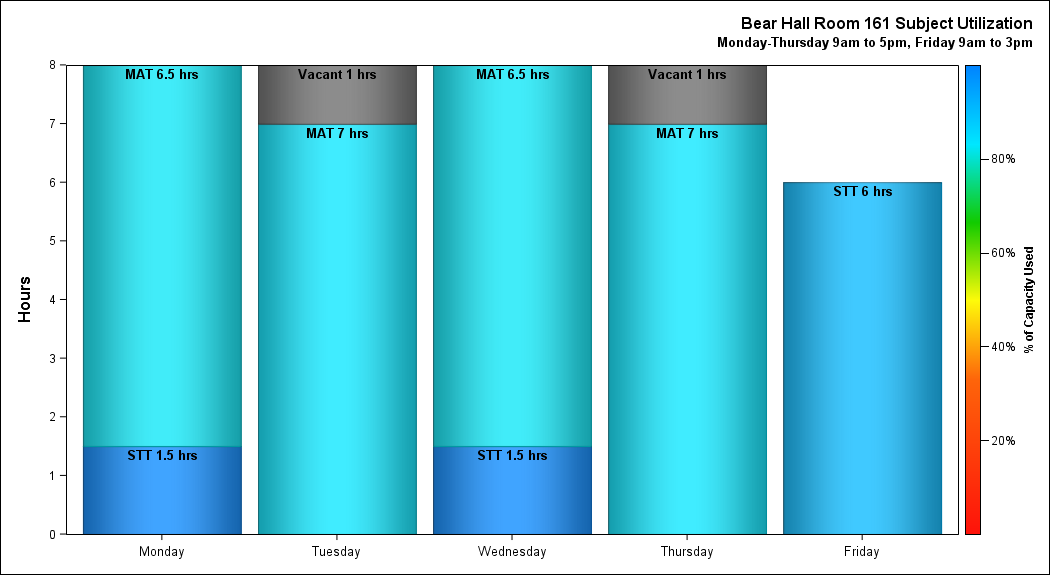 Bear Hall Room 161 Subject Utilization
Monday-Thursday 9am to 5pm, Friday 9am to 3pm
Hours
8
7
6
5
4
3
2
1
0
MAT 6.5 hrs
STT 1.5 hrs
Vacant 1 hrs
MAT 7 hrs
MAT 6.5 hrs
STT 1.5 hrs
Vacant 1 hrs
MAT 7 hrs
STT 6 hrs
Monday
Tuesday
Wednesday
Thursday
Friday
80%
60%
40%
20%
% of Capacity Used